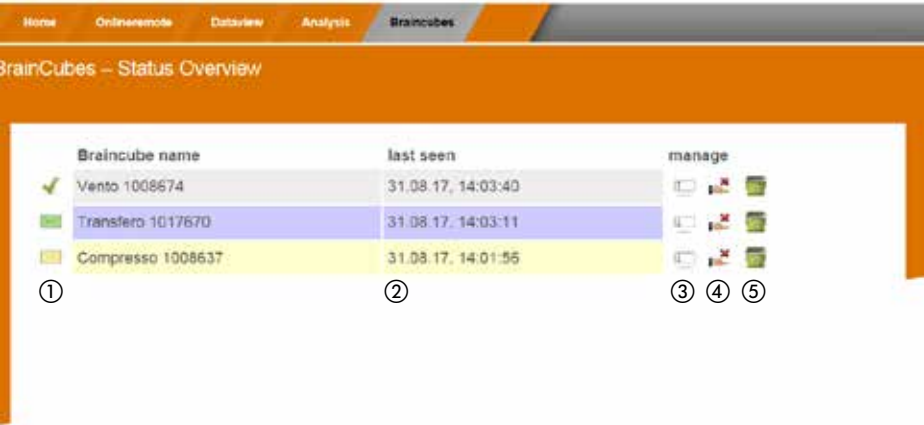 Home Onlineremote Dataview Analysis Braincubes
BrainCubes – Status Overview
Braincube name last seen manage
Vento 1008674 31.08.17, 14:03:40
Transfero 1017670 31.08.17, 14:03:11
Compresso 1008637 31.08.17, 14:01:56
① ② ③ ④ ⑤